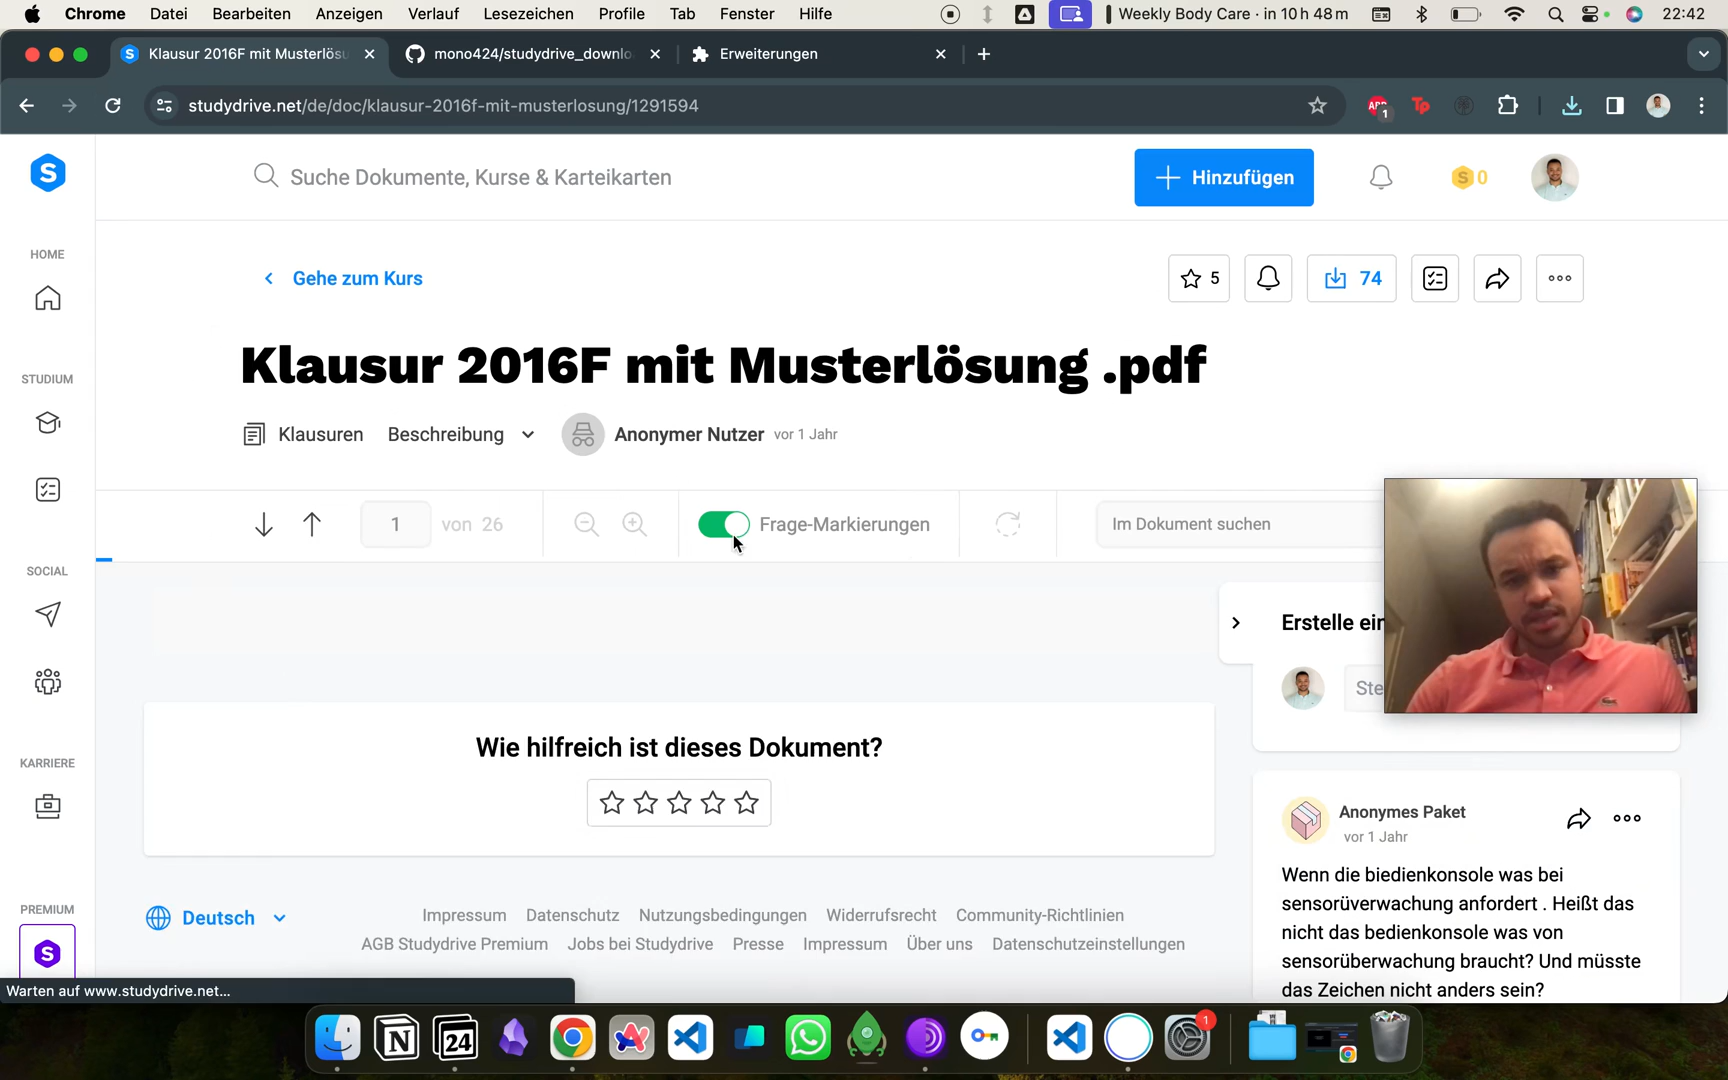 Chrome Datei Bearbeiten Anzeigen Verlauf Lesezeichen Profile Tab Fenster Hilfe
Weekly Body Care · in 10 h 48 m
22:42
Klausur 2016F mit Musterlösu
mono424/studydrive_downlo
Erweiterungen
studydrive.net/de/doc/klausur-2016f-mit-musterlosung/1291594
ABP
1
Tp
S
Suche Dokumente, Kurse & Karteikarten
Hinzufügen
S 0
HOME
Gehe zum Kurs
5
74
Klausur 2016F mit Musterlösung .pdf
STUDIUM
Klausuren Beschreibung Anonymer Nutzer vor 1 Jahr
1 von 26
Frage-Markierungen
Im Dokument suchen
SOCIAL
Erstelle ein
Ste
Wie hilfreich ist dieses Dokument?
KARRIERE
Anonymes Paket
vor 1 Jahr
Wenn die biedienkonsole was bei
sensorüverwachung anfordert . Heißt das
nicht das bedienkonsole was von
sensorüberwachung braucht? Und müsste
das Zeichen nicht anders sein?
PREMIUM
S
Deutsch
Impressum Datenschutz Nutzungsbedingungen Widerrufsrecht Community-Richtlinien
AGB Studydrive Premium Jobs bei Studydrive Presse Impressum Über uns Datenschutzeinstellungen
Warten auf www.studydrive.net...
24
1